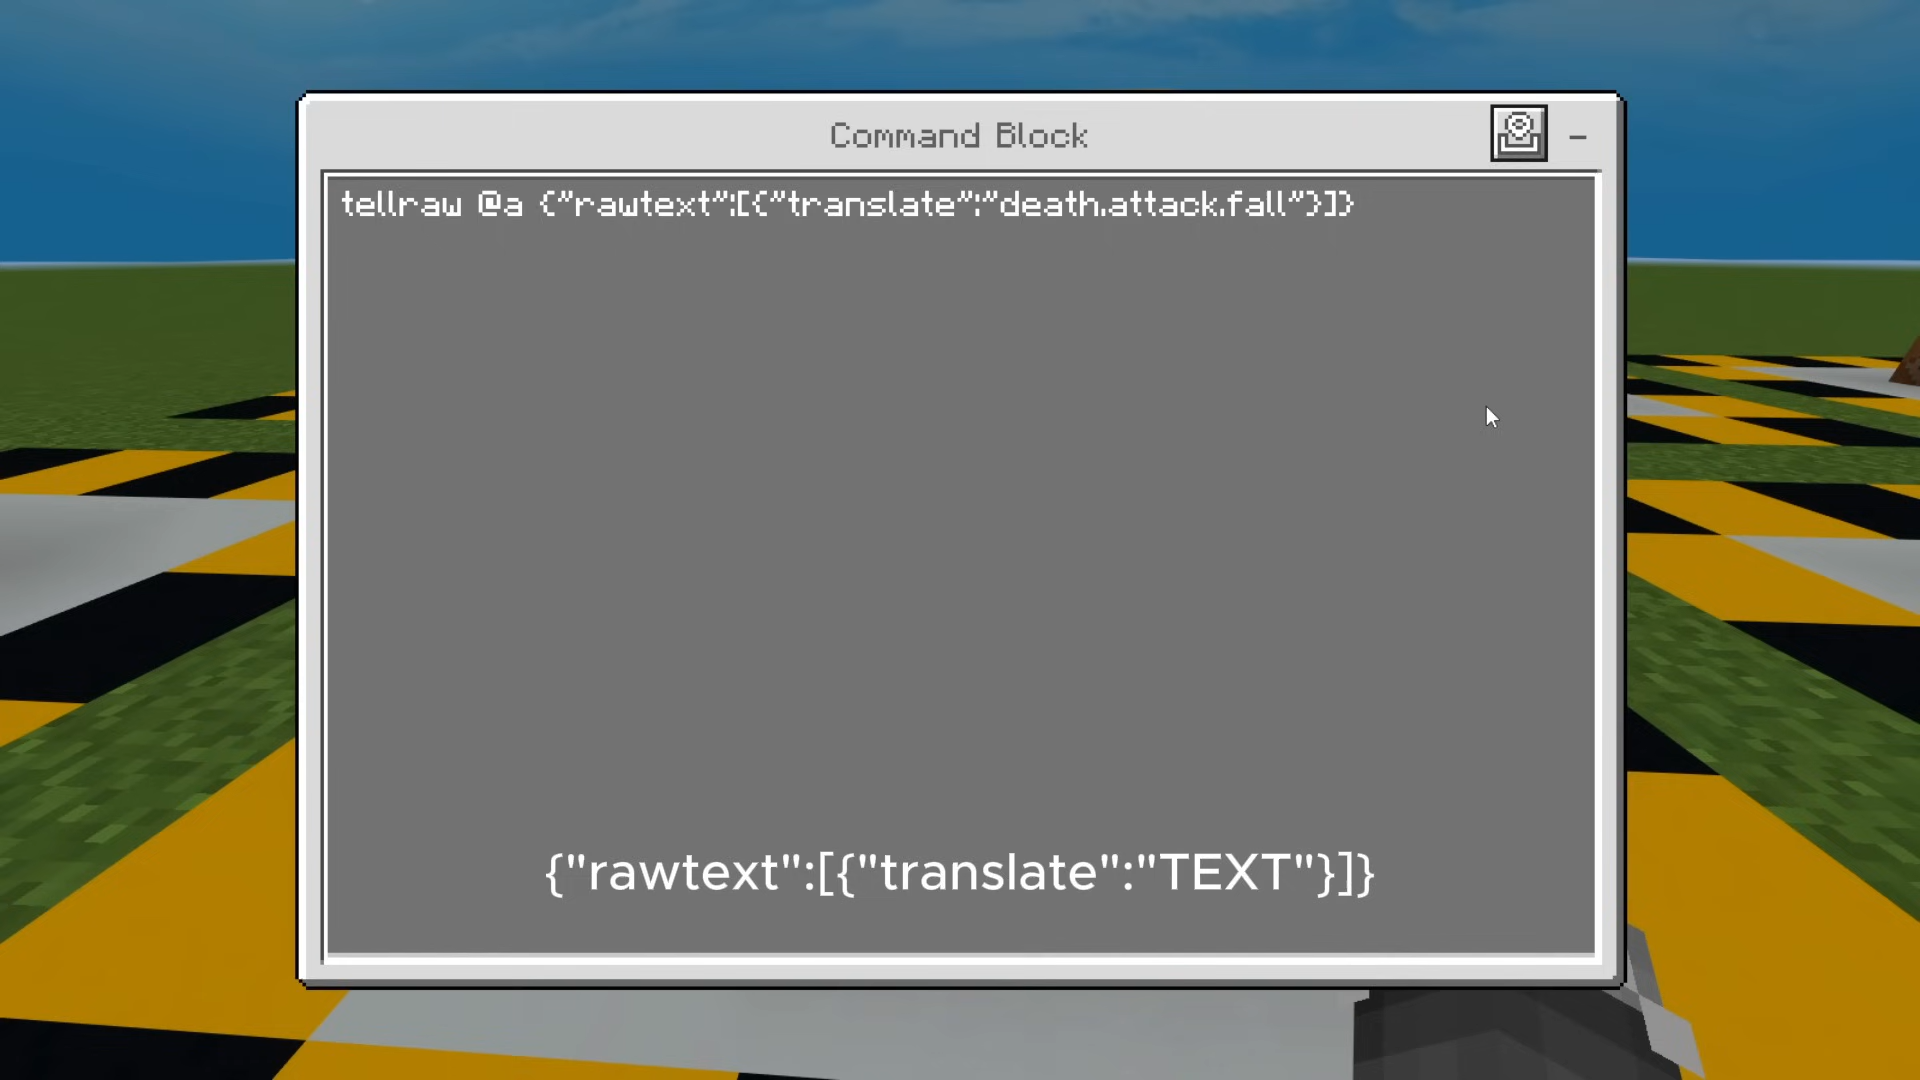 Command Block
tellraw @a {"rawtext":[{"translate":"death.attack.fall"}]}
{"rawtext":[{"translate":"TEXT"}]}